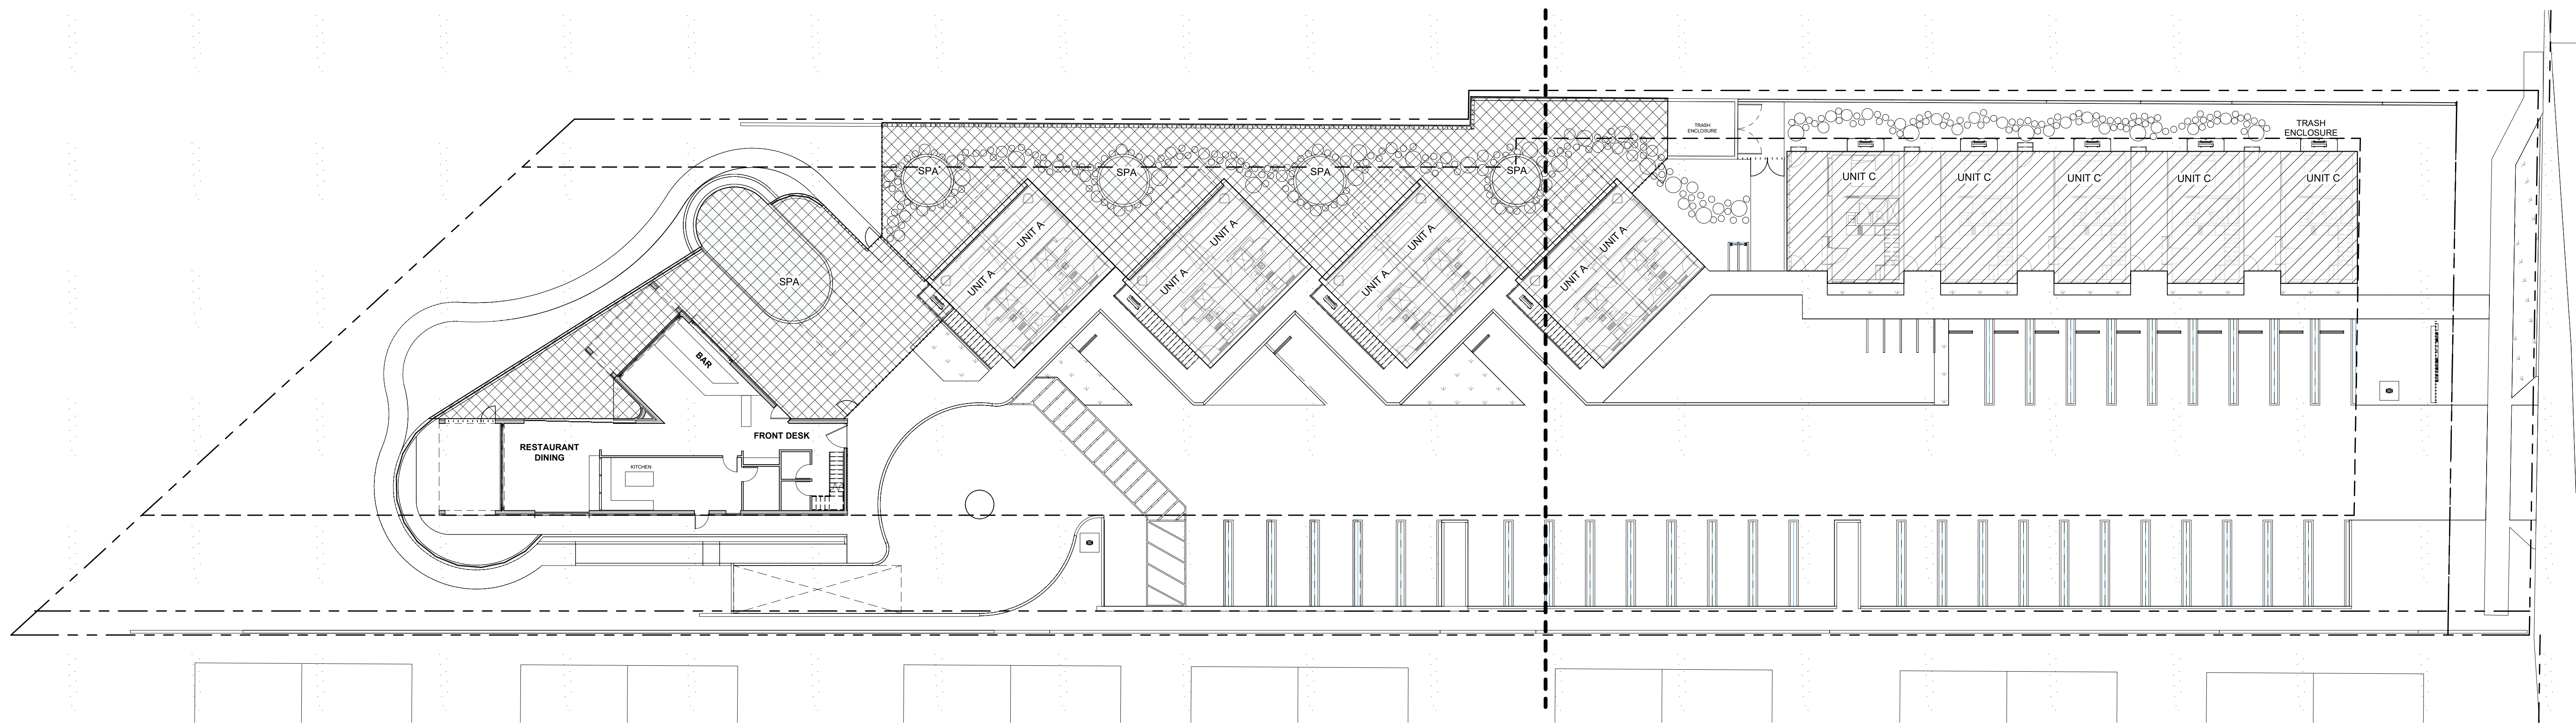 TRASH
ENCLOSURE
TRASH
ENCLOSURE
SPA
SPA
SPA
SPA
UNIT C
UNIT C
UNIT C
UNIT C
UNIT C
UNIT A
UNIT A
UNIT A
UNIT A
UNIT A
UNIT A
UNIT A
UNIT A
SPA
BAR
FRONT DESK
RESTAURANT
DINING
KITCHEN